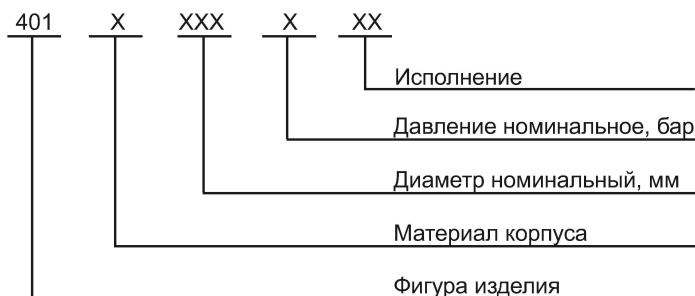 401 X XXX X XX
Исполнение
Давление номинальное, бар
Диаметр номинальный, мм
Материал корпуса
Фигура изделия